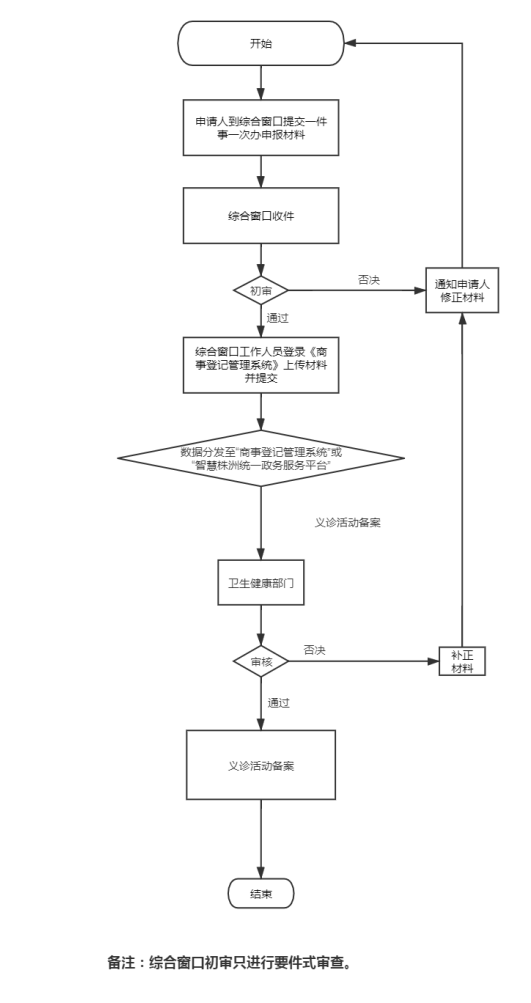 开始
申请人到综合窗口提交一件
事一次办申报材料
综合窗口收件
初审
否决
通知申请人
修正材料
通过
综合窗口工作人员登录《商
事登记管理系统》上传材料
并提交
数据分发至“商事登记管理系统”或
“智慧株洲统一政务服务平台”
义诊活动备案
卫生健康部门
审核
否决
补正
材料
通过
义诊活动备案
结束
备注：综合窗口初审只进行要件式审查。